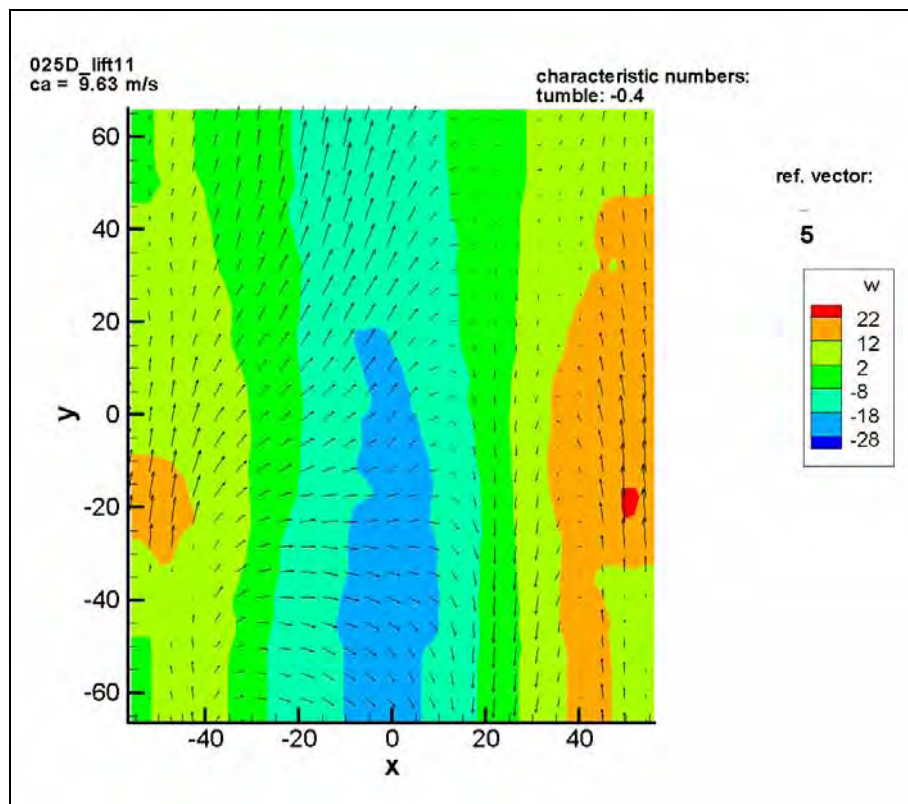 025D_lift11
ca = 9.63 m/s
characteristic numbers:
tumble: -0.4
ref. vector:
5
w
22
12
2
-8
-18
-28
60
40
20
0
-20
-40
-60
y
-40
-20
0
20
40
x